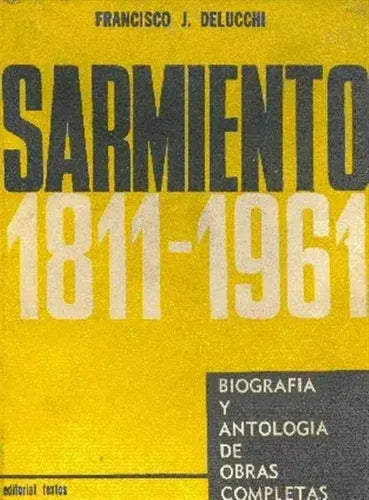 FRANCISCO J. DELUCCHI
SARMIENTO
1811-1961
BIOGRAFIA
Y
ANTOLOGIA
DE
OBRAS
COMPLETAS
editorial textos